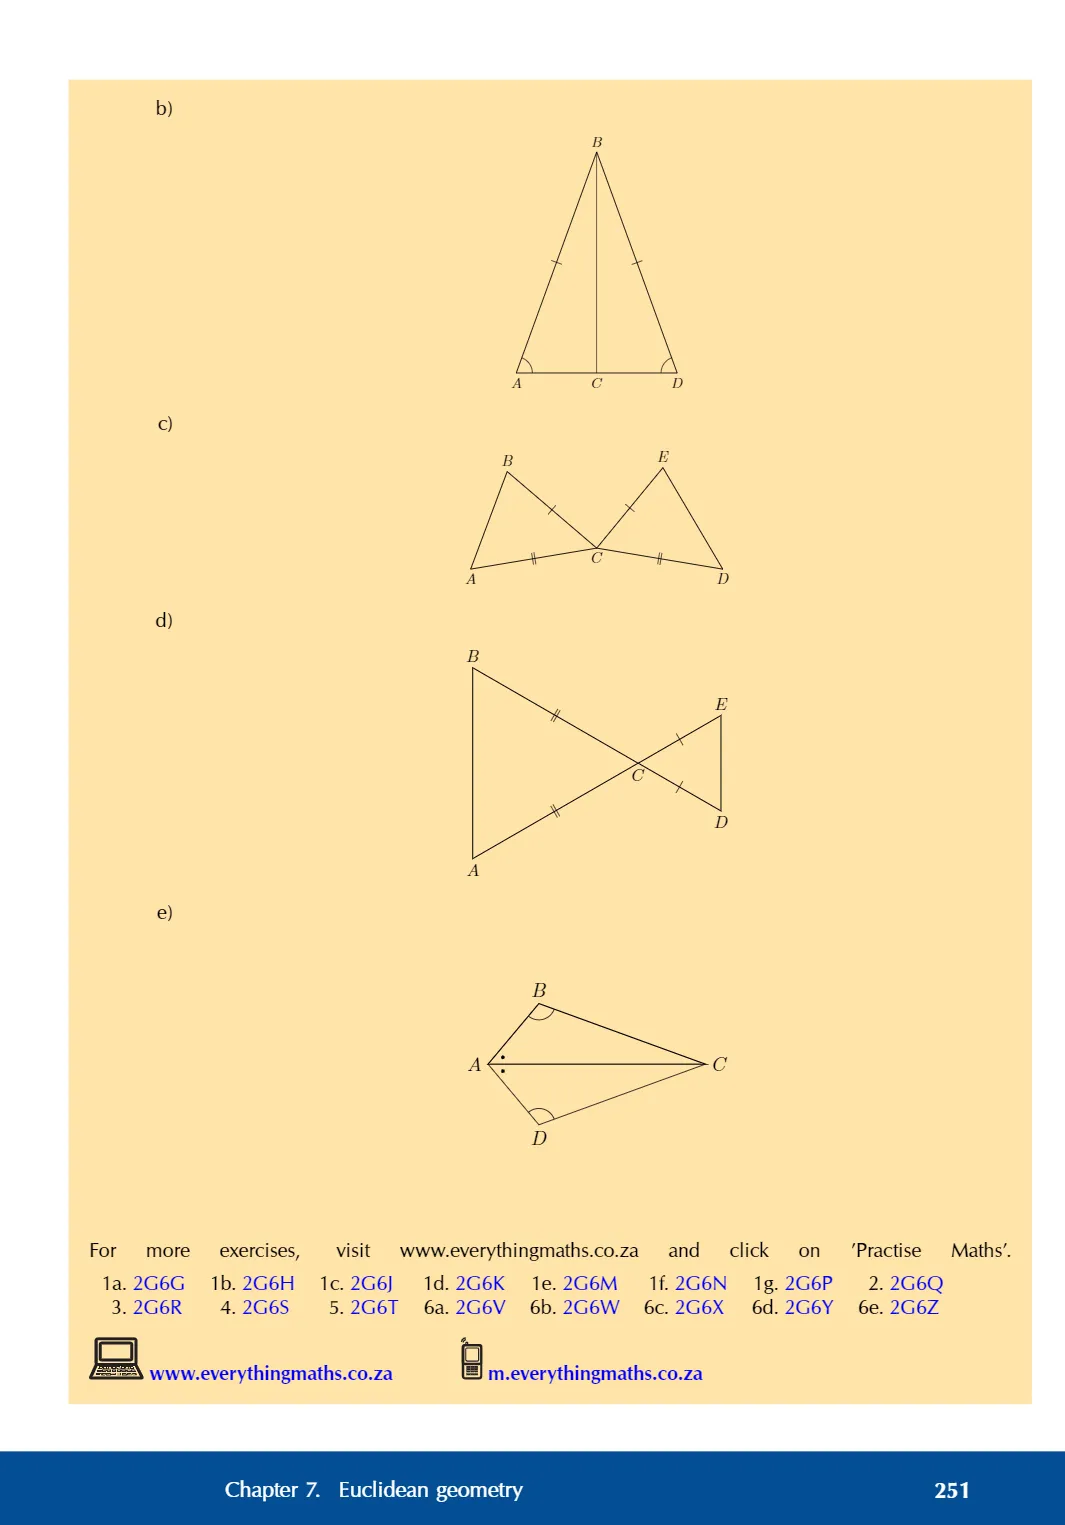 b)
B
A
C
D
c)
B
E
C
A
D
d)
B
E
C
D
A
e)
B
A
C
D
For more exercises, visit www.everythingmaths.co.za and click on ’Practise Maths’.
1a. 2G6G 1b. 2G6H 1c. 2G6J 1d. 2G6K 1e. 2G6M 1f. 2G6N 1g. 2G6P 2. 2G6Q
3. 2G6R 4. 2G6S 5. 2G6T 6a. 2G6V 6b. 2G6W 6c. 2G6X 6d. 2G6Y 6e. 2G6Z
www.everythingmaths.co.za m.everythingmaths.co.za
Chapter 7. Euclidean geometry 251